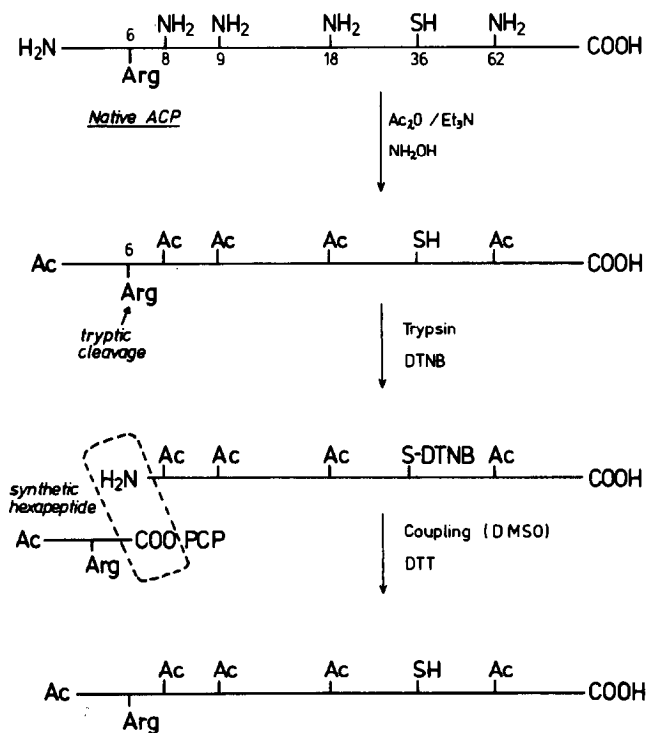 NH₂ NH₂ NH₂ SH NH₂
H₂N 6 COOH
8 9 18 36 62
Arg
Native ACP
Ac₂O / Et₃N
NH₂OH
Ac Ac Ac SH Ac
6
Ac COOH
Arg
tryptic
cleavage
Trypsin
DTNB
Ac Ac Ac S-DTNB Ac
H₂N COOH
synthetic
hexapeptide
Ac COO PCP
Arg
Coupling (DMSO)
DTT
Ac Ac Ac SH Ac
Ac COOH
Arg